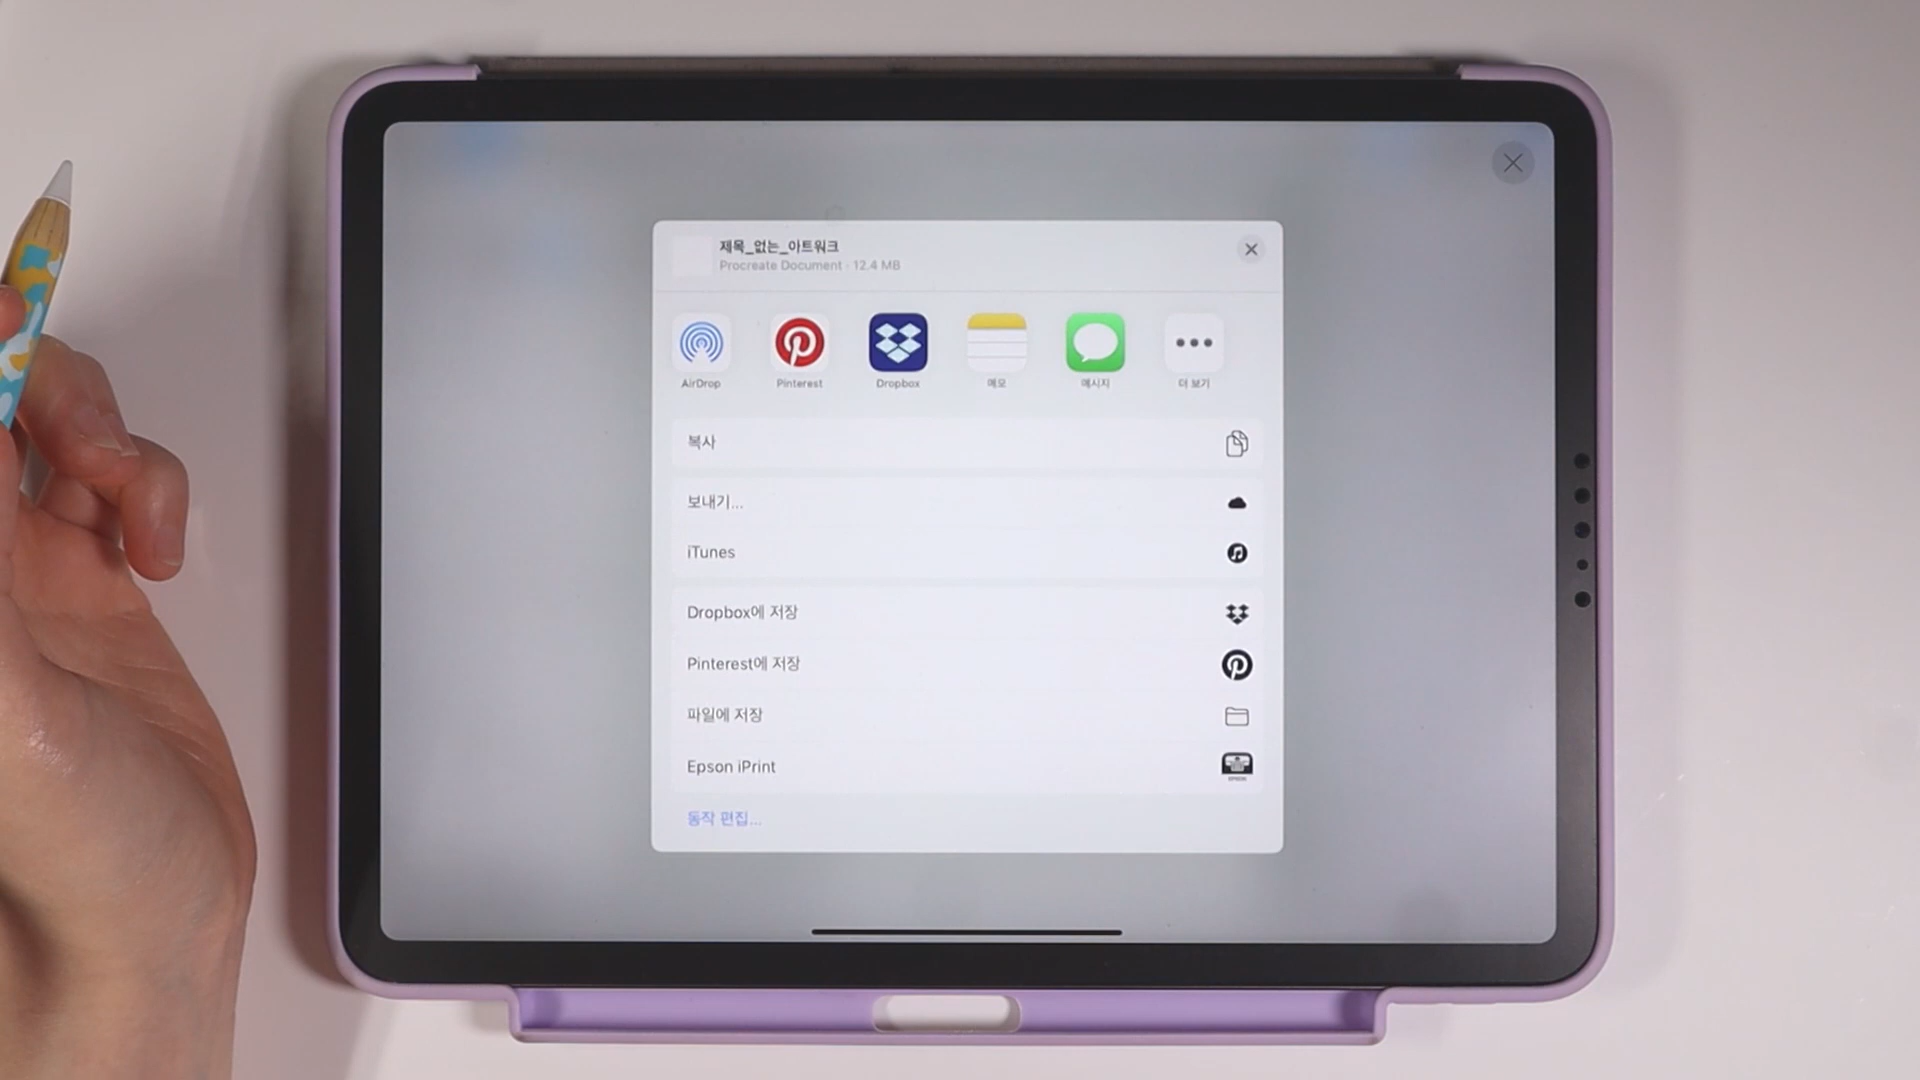 제목_없는_아트워크
Procreate Document · 12.4 MB
AirDrop
Pinterest
Dropbox
메모
메시지
더 보기
복사
보내기...
iTunes
Dropbox에 저장
Pinterest에 저장
파일에 저장
Epson iPrint
EPSON
동작 편집...